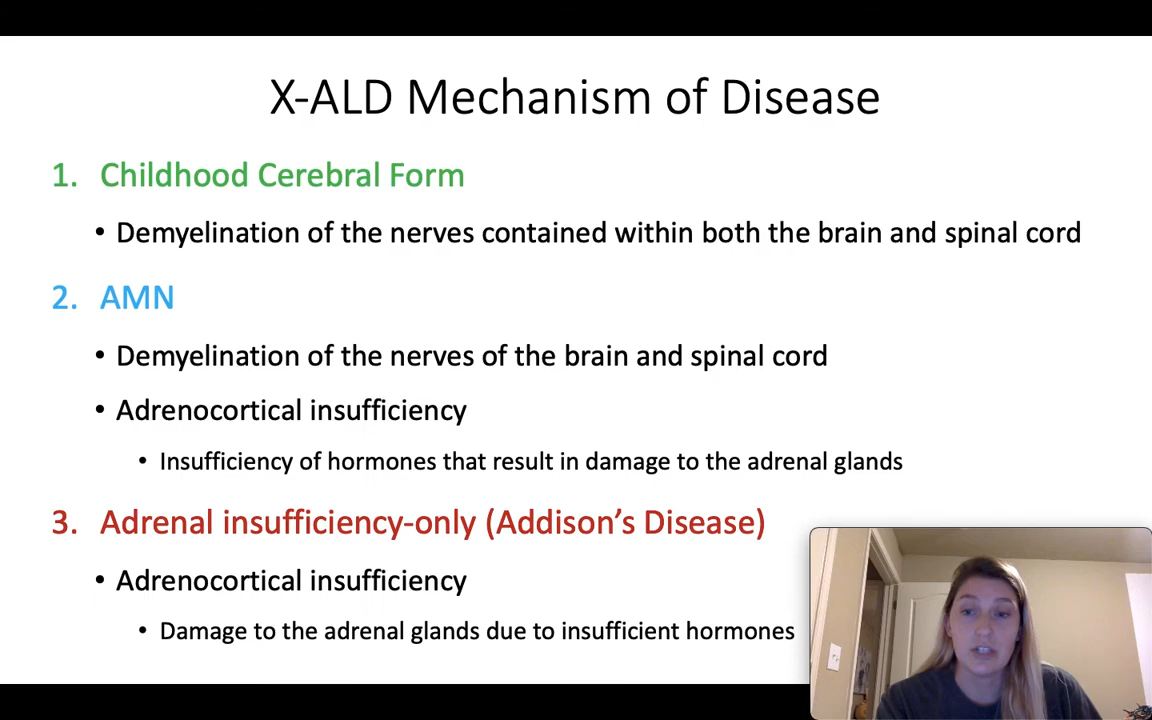 X-ALD Mechanism of Disease
1. Childhood Cerebral Form
• Demyelination of the nerves contained within both the brain and spinal cord
2. AMN
• Demyelination of the nerves of the brain and spinal cord
• Adrenocortical insufficiency
• Insufficiency of hormones that result in damage to the adrenal glands
3. Adrenal insufficiency-only (Addison’s Disease)
• Adrenocortical insufficiency
• Damage to the adrenal glands due to insufficient hormones